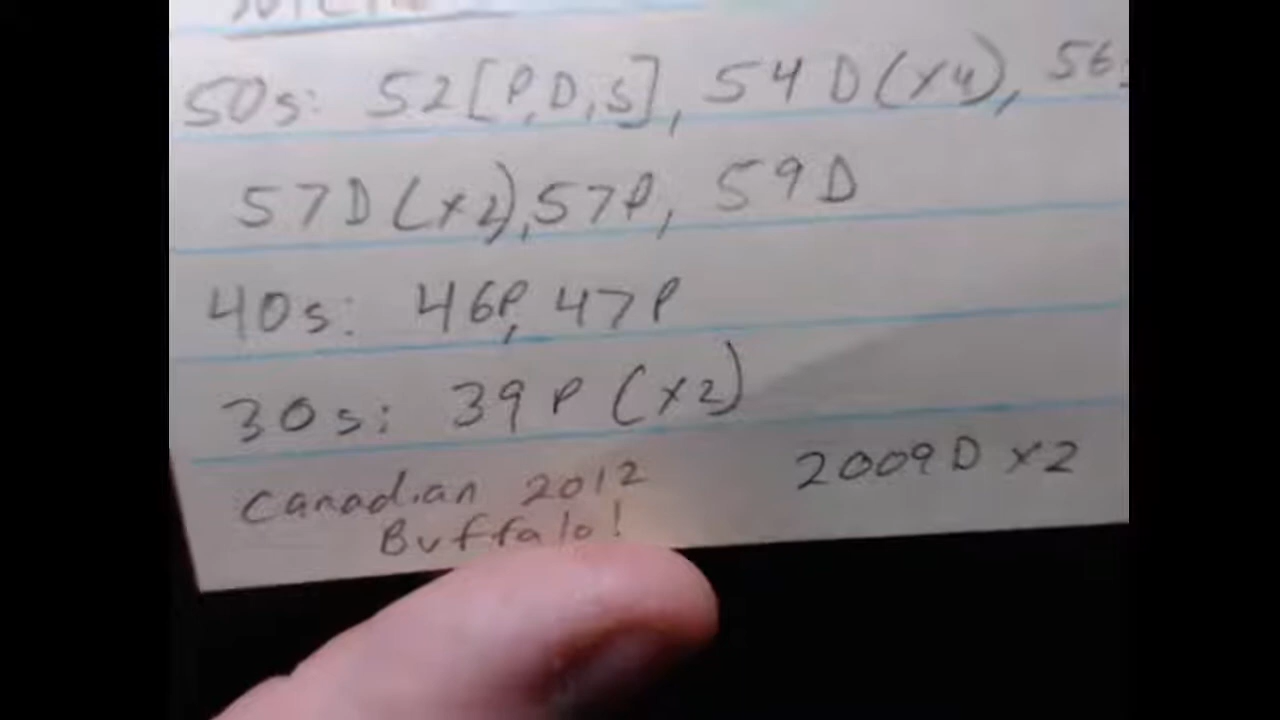 50s: 52[P,D,S], 54D(x4), 56
57D(x2), 57P, 59D
40s: 46P, 47P
30s: 39P (x2)
Canadian 2012 2009D x2
Buffalo!